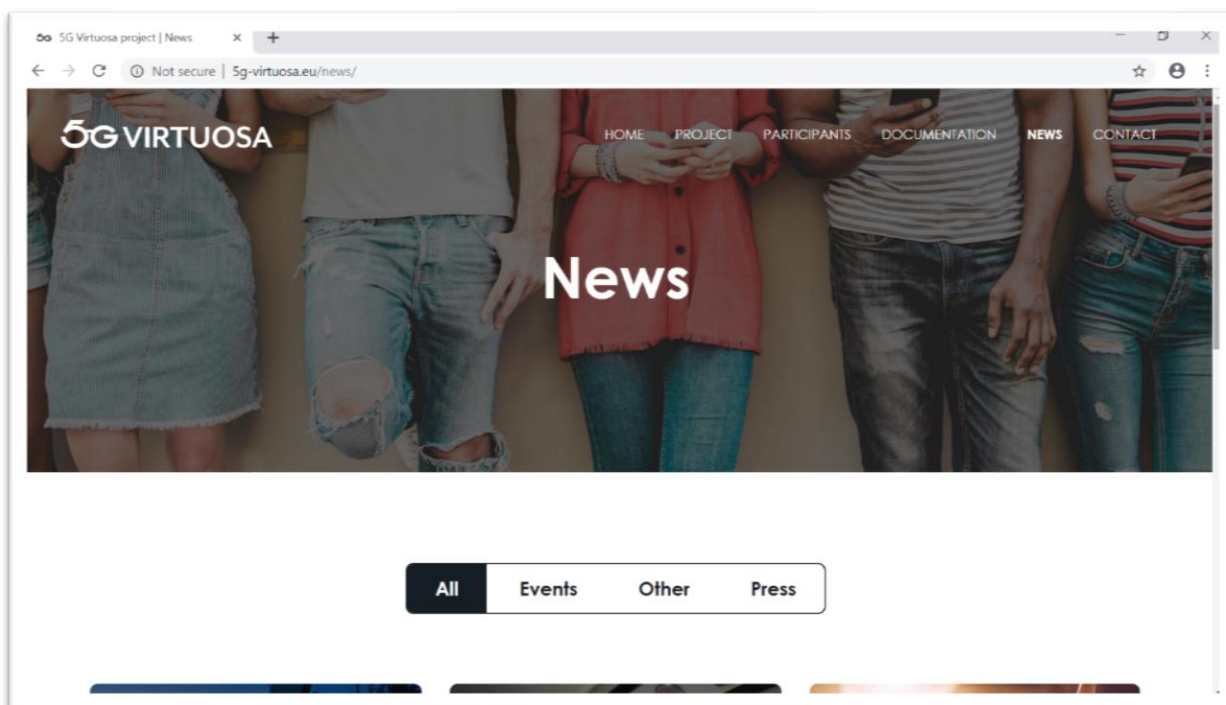 5G 5G Virtuosa project | News
Not secure | 5g-virtuosa.eu/news/
5G VIRTUOSA
HOME PROJECT PARTICIPANTS DOCUMENTATION NEWS CONTACT
News
All Events Other Press